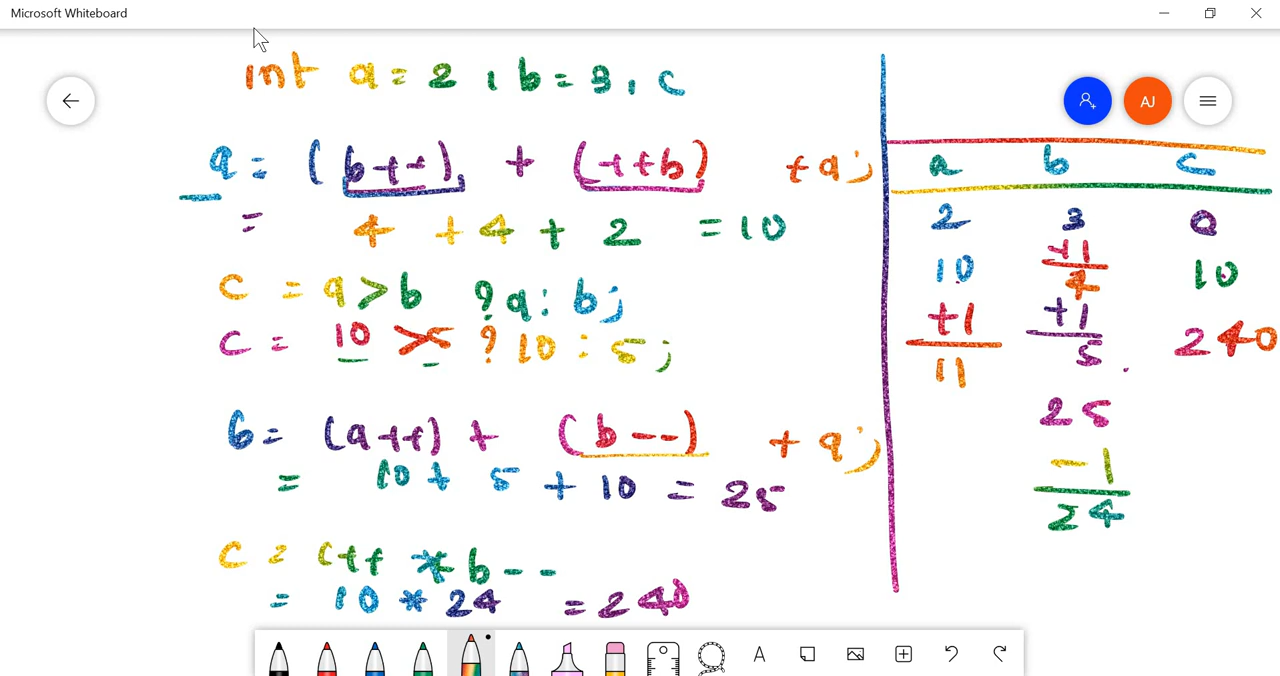 Microsoft Whiteboard
int a = 2 , b = 3 , c
AJ
a = (b++) + (++b) + a;
= 4 + 4 + 2 = 10
c = a > b ? a : b;
c = 10 > 5 ? 10 : 5;
b = (a++) + (b--) + a;
= 10 + 5 + 10 = 25
c = c++ * b--
= 10 * 24 = 240
a b c
2 3 0
10 +1 10
4
+1 +1 240
11 5
25
-1
24
A